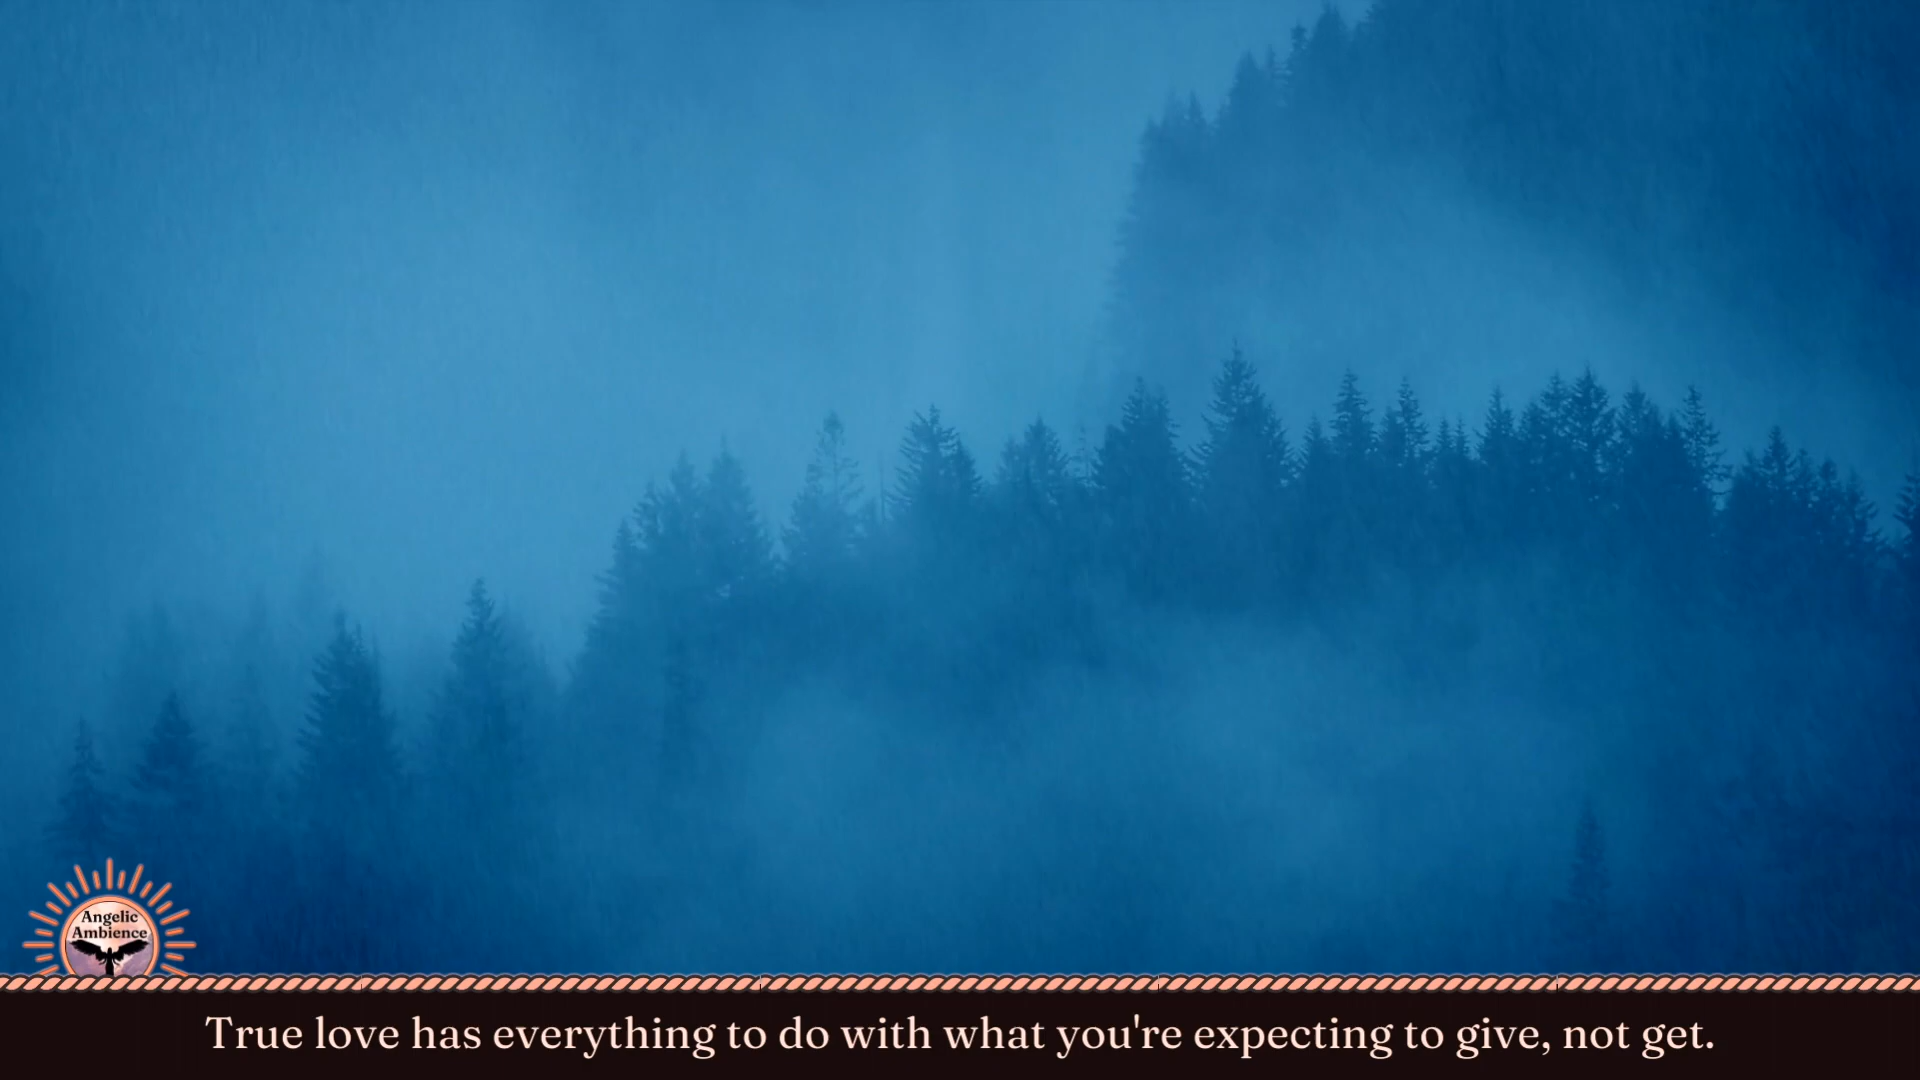 Angelic
Ambience
True love has everything to do with what you're expecting to give, not get.